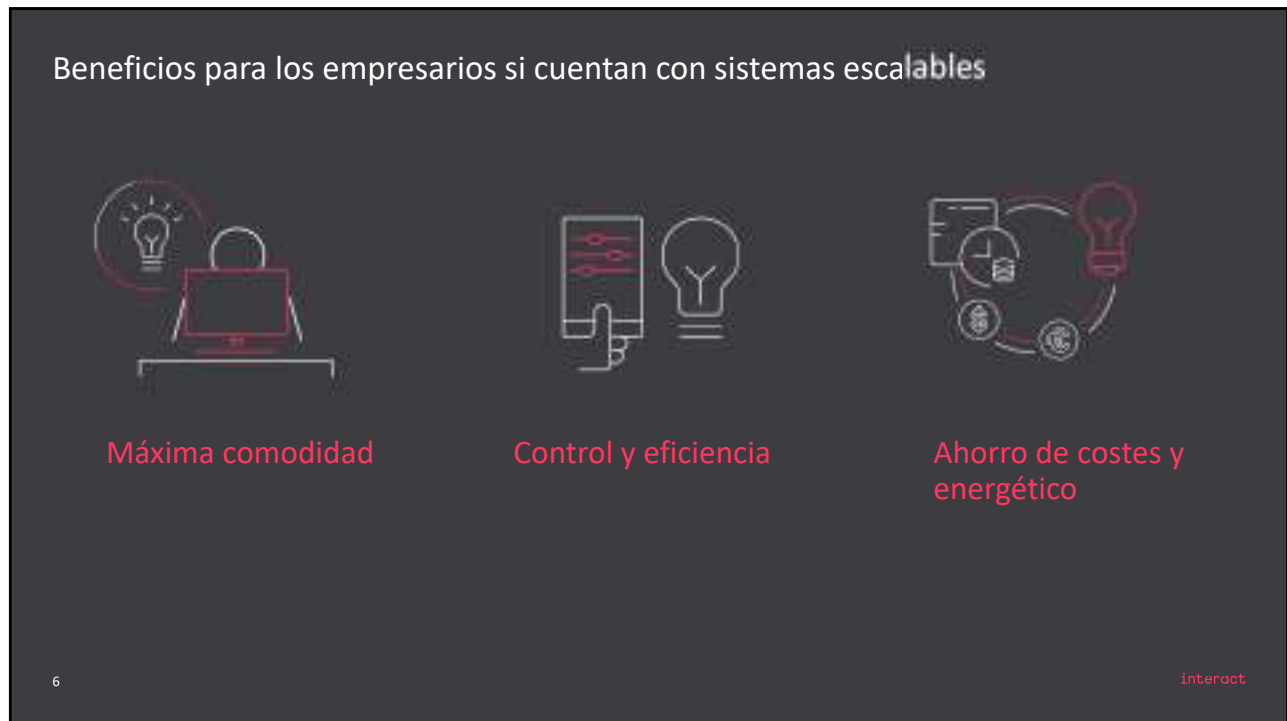 Beneficios para los empresarios si cuentan con sistemas escalables
Máxima comodidad
Control y eficiencia
Ahorro de costes y
energético
6
interact